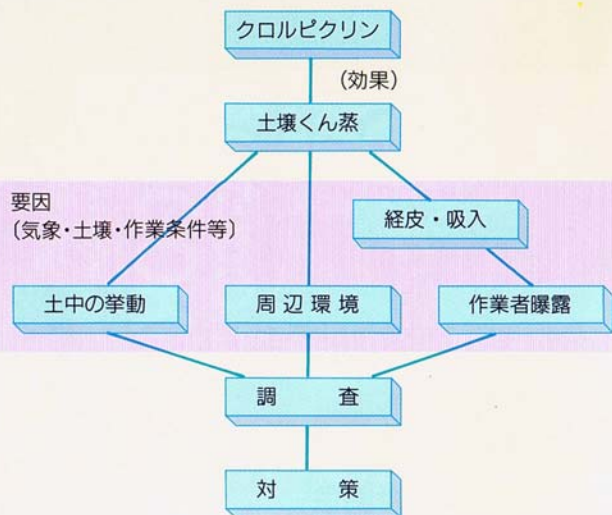 クロルピクリン
(効果)
土壌くん蒸
要因
〔気象・土壌・作業条件等〕
経皮・吸入
土中の挙動
周辺環境
作業者曝露
調　査
対　策